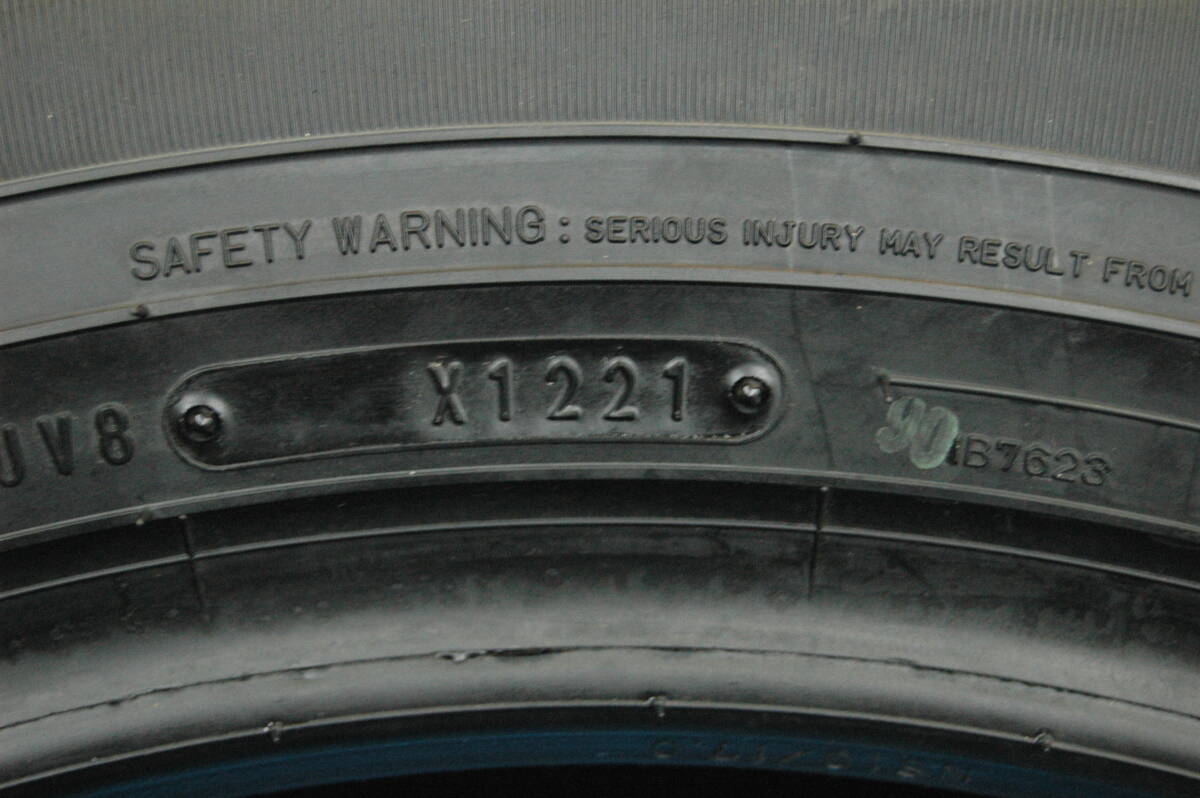 SAFETY WARNING: SERIOUS INJURY MAY RESULT FROM
UV8 X1221
90 B7623